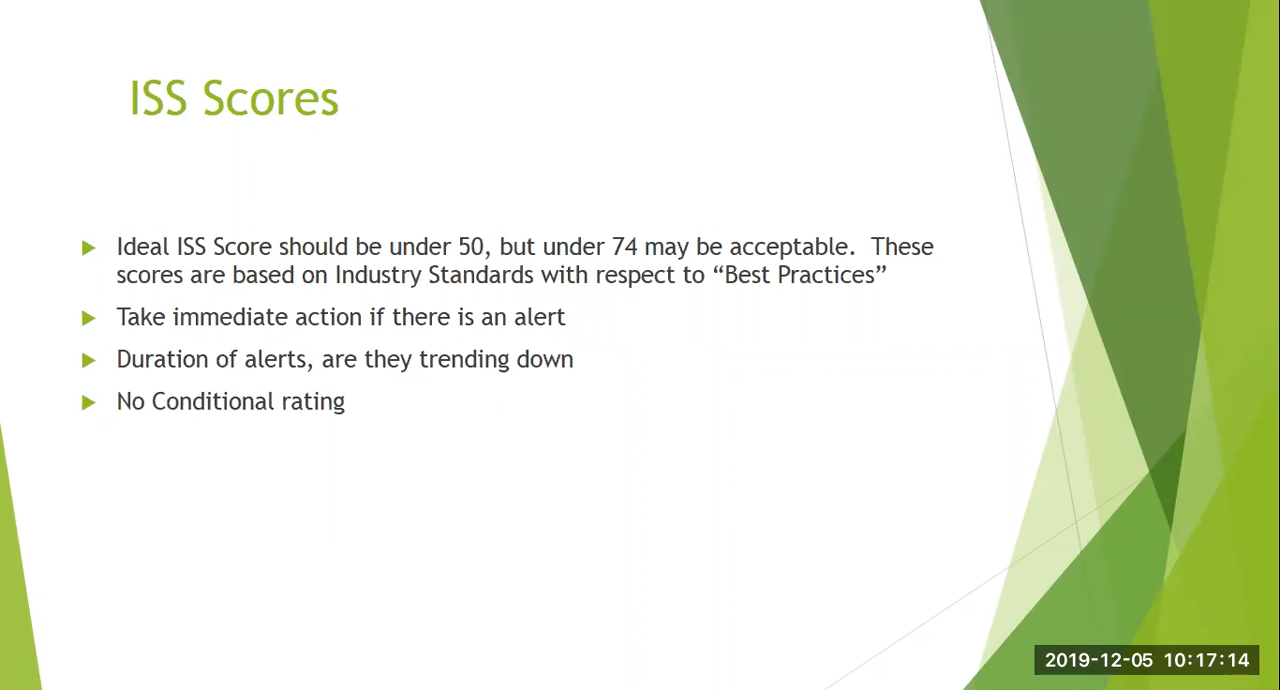 ISS Scores
Ideal ISS Score should be under 50, but under 74 may be acceptable.  These
scores are based on Industry Standards with respect to “Best Practices”
Take immediate action if there is an alert
Duration of alerts, are they trending down
No Conditional rating
2019-12-05 10:17:14